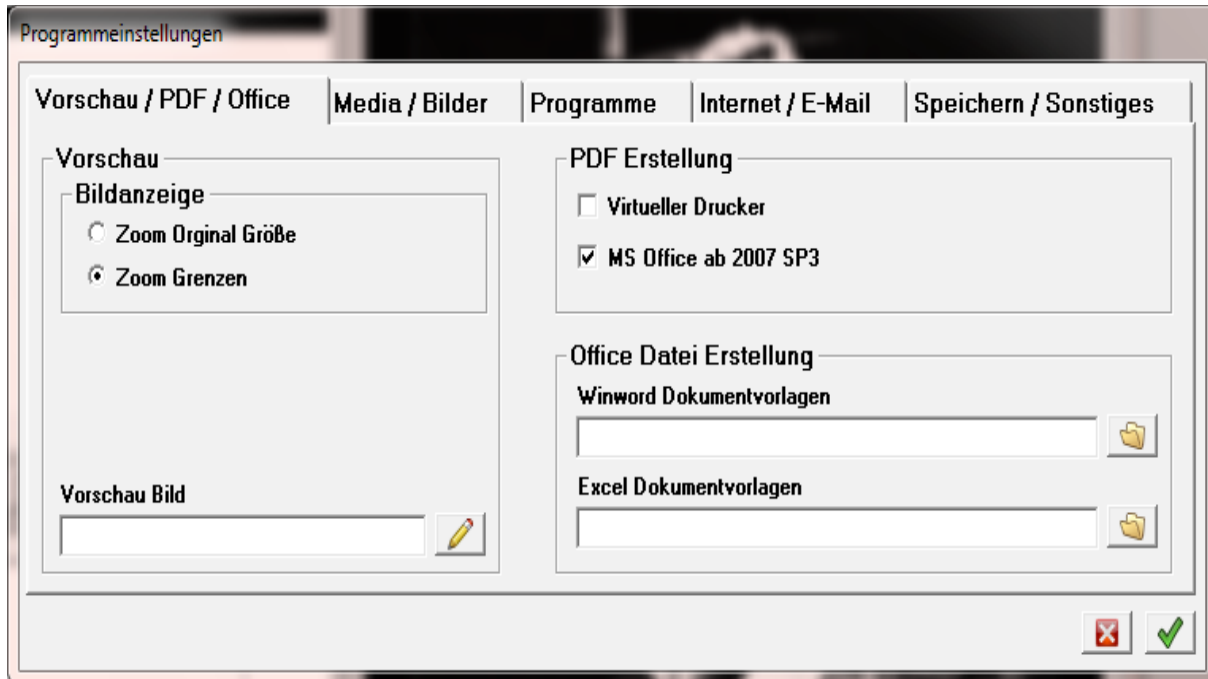 Programmeinstellungen
Vorschau / PDF / Office
Media / Bilder
Programme
Internet / E-Mail
Speichern / Sonstiges
Vorschau
Bildanzeige
Zoom Orginal Größe
Zoom Grenzen
Vorschau Bild
PDF Erstellung
Virtueller Drucker
MS Office ab 2007 SP3
Office Datei Erstellung
Winword Dokumentvorlagen
Excel Dokumentvorlagen